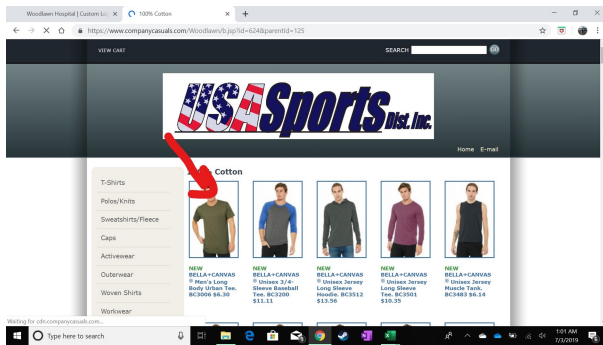 Woodlawn Hospital | Custom Log
100% Cotton
https://www.companycasuals.com/Woodlawn/b.jsp?id=624&parentid=125
VIEW CART
SEARCH
GO
USA Sports Dist. Inc.
Home E-mail
Cotton
T-Shirts
Polos/Knits
Sweatshirts/Fleece
Caps
Activewear
Outerwear
Woven Shirts
Workwear
NEW
BELLA+CANVAS
® Men's Long
Body Urban Tee.
BC3006 $6.30
NEW
BELLA+CANVAS
® Unisex 3/4-
Sleeve Baseball
Tee. BC3200
$11.11
NEW
BELLA+CANVAS
® Unisex Jersey
Long Sleeve
Hoodie. BC3512
$13.56
NEW
BELLA+CANVAS
® Unisex Jersey
Long Sleeve
Tee. BC3501
$10.35
NEW
BELLA+CANVAS
® Unisex Jersey
Muscle Tank.
BC3483 $6.14
Waiting for cdn.companycasuals.com...
Type here to search
1:01 AM
7/3/2019